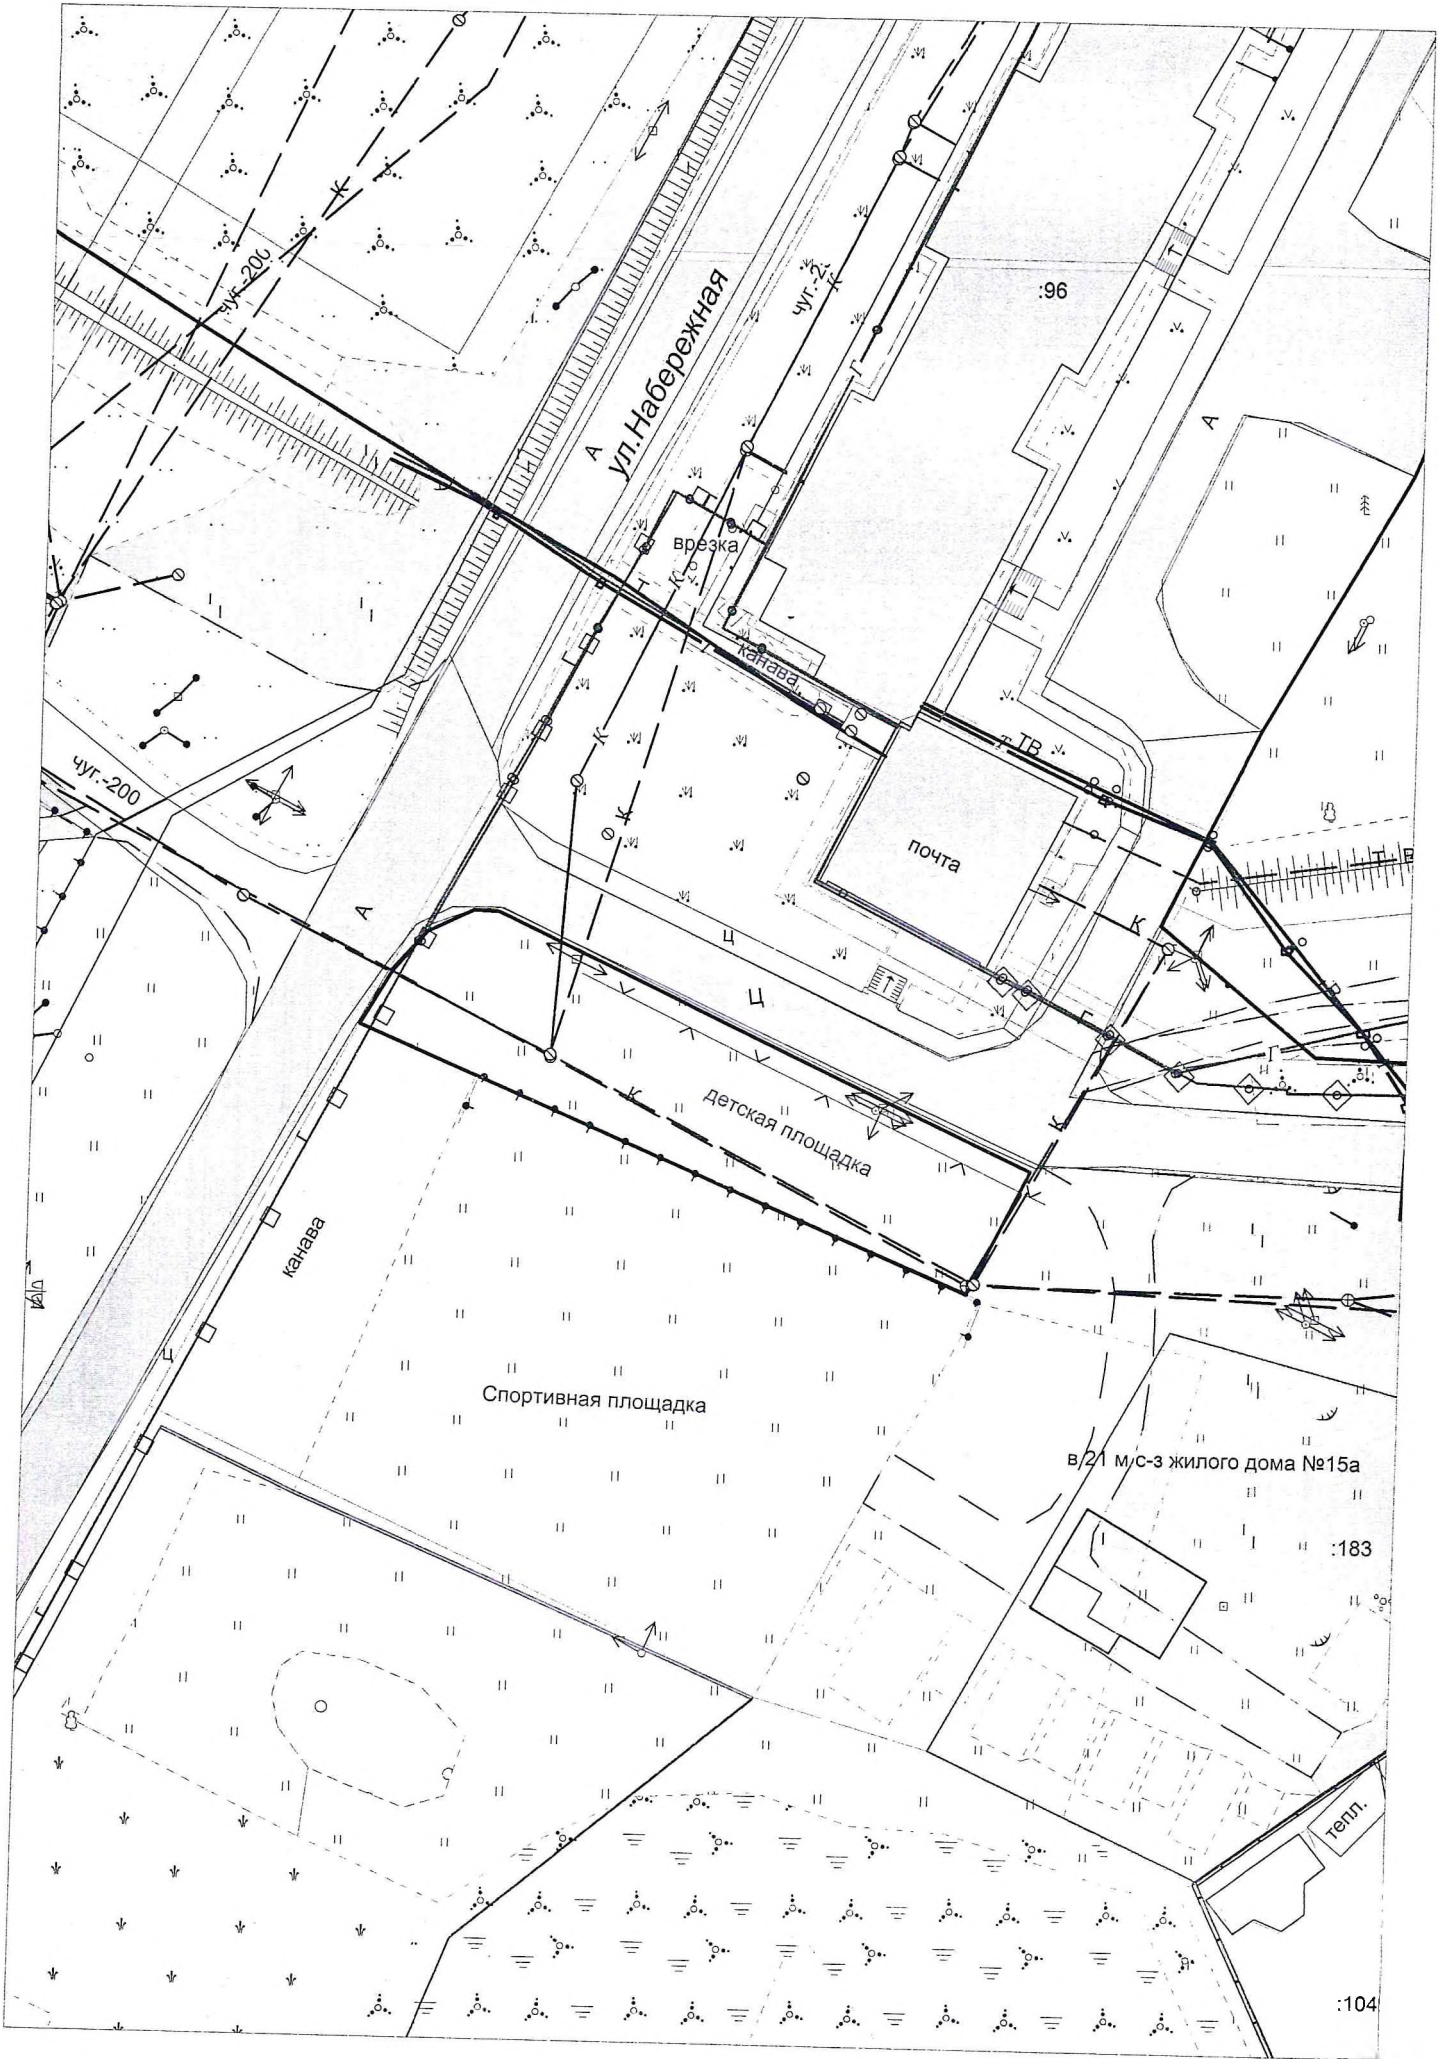 К
чуг.-200
ул.Набережная
А
чуг.-2
К
:96
Г
А
врезка
К
Г
канава
К
Т
ТВ
К
чуг.-200
почта
Т
В
А
Ц
Ц
К
Г
Г
К
К
детская площадка
канава
Ц
Спортивная площадка
в 21 м с-з жилого дома №15а
:183
тепл.
:104